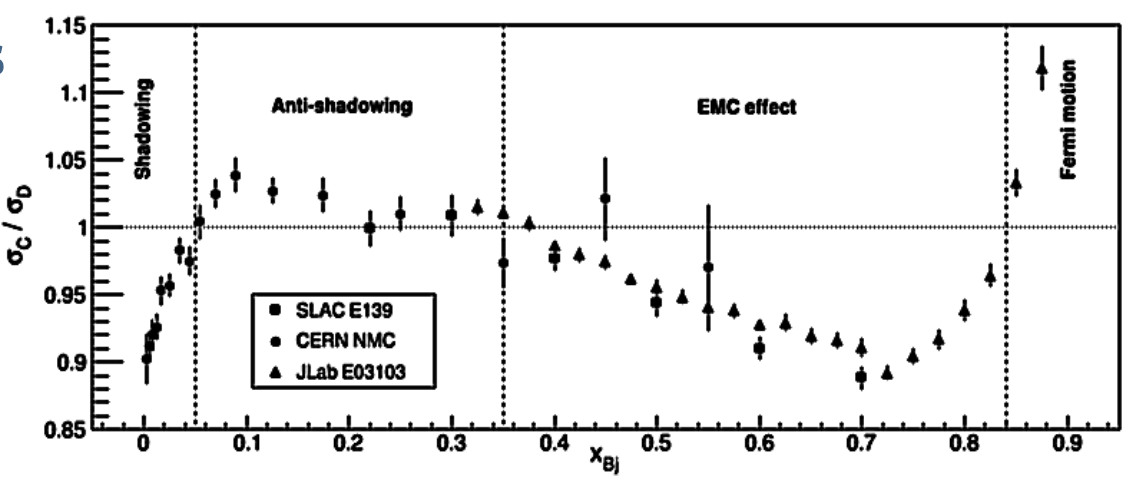 1.15
1.1
1.05
1
0.95
0.9
0.85
σC / σD
Shadowing
Anti-shadowing
EMC effect
Fermi motion
SLAC E139
CERN NMC
JLab E03103
0 0.1 0.2 0.3 0.4 0.5 0.6 0.7 0.8 0.9
xBj